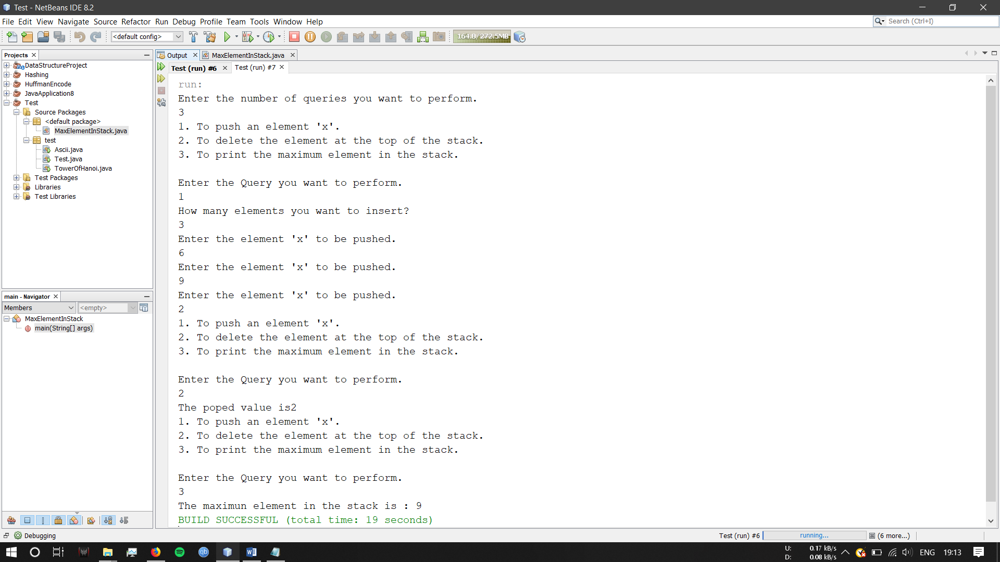 Test - NetBeans IDE 8.2
File Edit View Navigate Source Refactor Run Debug Profile Team Tools Window Help
Search (Ctrl+I)
<default config>
164.8/272.5MB
Projects
DataStructureProject
Hashing
HuffmanEncode
JavaApplication8
Test
Source Packages
<default package>
MaxElementInStack.java
test
Ascii.java
Test.java
TowerOfHanoi.java
Test Packages
Libraries
Test Libraries
main - Navigator
Members
<empty>
MaxElementInStack
main(String[] args)
Output
MaxElementInStack.java
Test (run) #6
Test (run) #7
run:
Enter the number of queries you want to perform.
3
1. To push an element 'x'.
2. To delete the element at the top of the stack.
3. To print the maximum element in the stack.
Enter the Query you want to perform.
1
How many elements you want to insert?
3
Enter the element 'x' to be pushed.
6
Enter the element 'x' to be pushed.
9
Enter the element 'x' to be pushed.
2
1. To push an element 'x'.
2. To delete the element at the top of the stack.
3. To print the maximum element in the stack.
Enter the Query you want to perform.
2
The poped value is2
1. To push an element 'x'.
2. To delete the element at the top of the stack.
3. To print the maximum element in the stack.
Enter the Query you want to perform.
3
The maximun element in the stack is : 9
BUILD SUCCESSFUL (total time: 19 seconds)
Debugging
Test (run) #6
running...
(6 more...)
qb
U: 0.17 kB/s
D: 0.08 kB/s
ENG
19:13